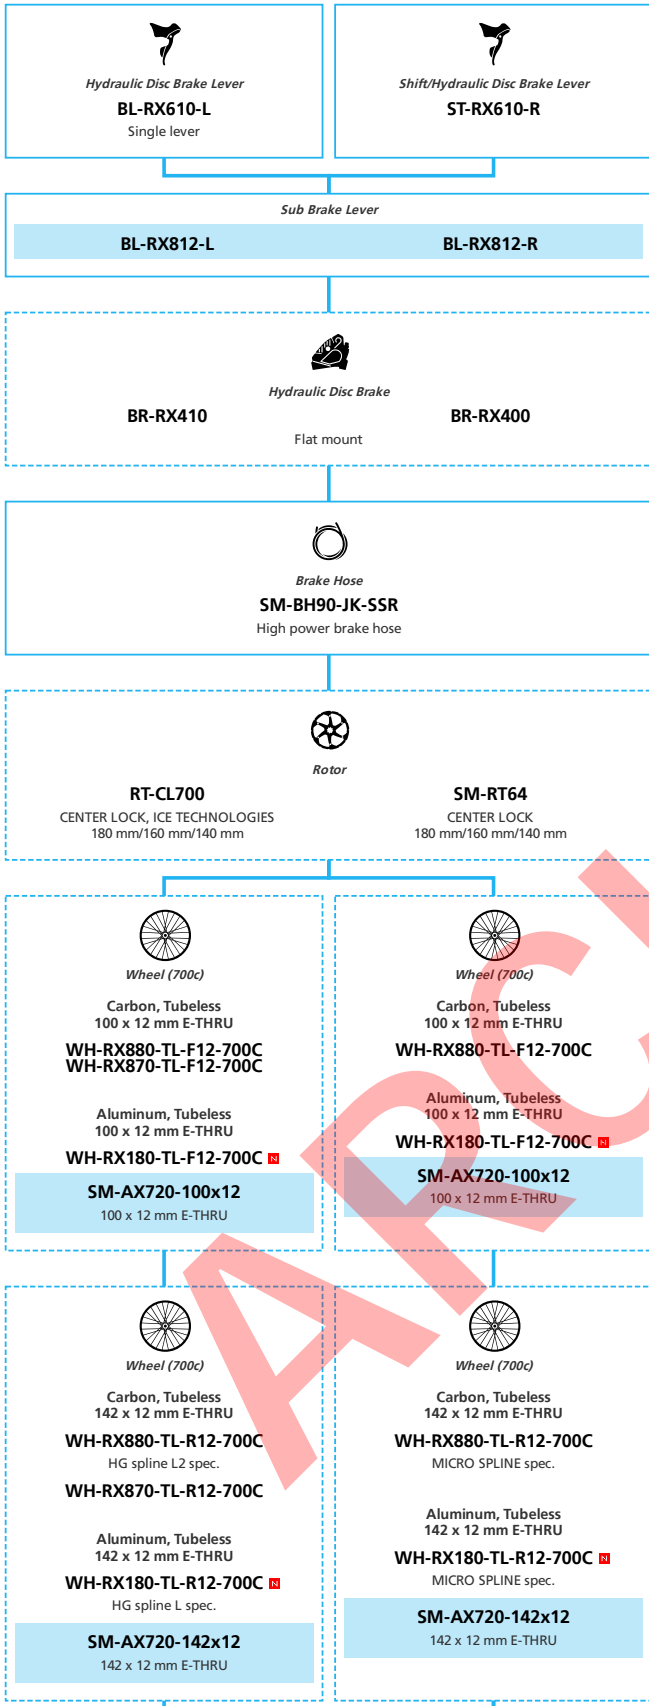 Hydraulic Disc Brake Lever
BL-RX610-L
Single lever
Shift/Hydraulic Disc Brake Lever
ST-RX610-R
Sub Brake Lever
BL-RX812-L
BL-RX812-R
Hydraulic Disc Brake
BR-RX410
BR-RX400
Flat mount
Brake Hose
SM-BH90-JK-SSR
High power brake hose
Rotor
RT-CL700
CENTER LOCK, ICE TECHNOLOGIES
180 mm/160 mm/140 mm
SM-RT64
CENTER LOCK
180 mm/160 mm/140 mm
Wheel (700c)
Carbon, Tubeless
100 x 12 mm E-THRU
WH-RX880-TL-F12-700C
WH-RX870-TL-F12-700C
Aluminum, Tubeless
100 x 12 mm E-THRU
WH-RX180-TL-F12-700C N
SM-AX720-100x12
100 x 12 mm E-THRU
Wheel (700c)
Carbon, Tubeless
100 x 12 mm E-THRU
WH-RX880-TL-F12-700C
Aluminum, Tubeless
100 x 12 mm E-THRU
WH-RX180-TL-F12-700C N
SM-AX720-100x12
100 x 12 mm E-THRU
Wheel (700c)
Carbon, Tubeless
142 x 12 mm E-THRU
WH-RX880-TL-R12-700C
HG spline L2 spec.
WH-RX870-TL-R12-700C
Aluminum, Tubeless
142 x 12 mm E-THRU
WH-RX180-TL-R12-700C N
HG spline L spec.
SM-AX720-142x12
142 x 12 mm E-THRU
Wheel (700c)
Carbon, Tubeless
142 x 12 mm E-THRU
WH-RX880-TL-R12-700C
MICRO SPLINE spec.
Aluminum, Tubeless
142 x 12 mm E-THRU
WH-RX180-TL-R12-700C N
MICRO SPLINE spec.
SM-AX720-142x12
142 x 12 mm E-THRU
ARC